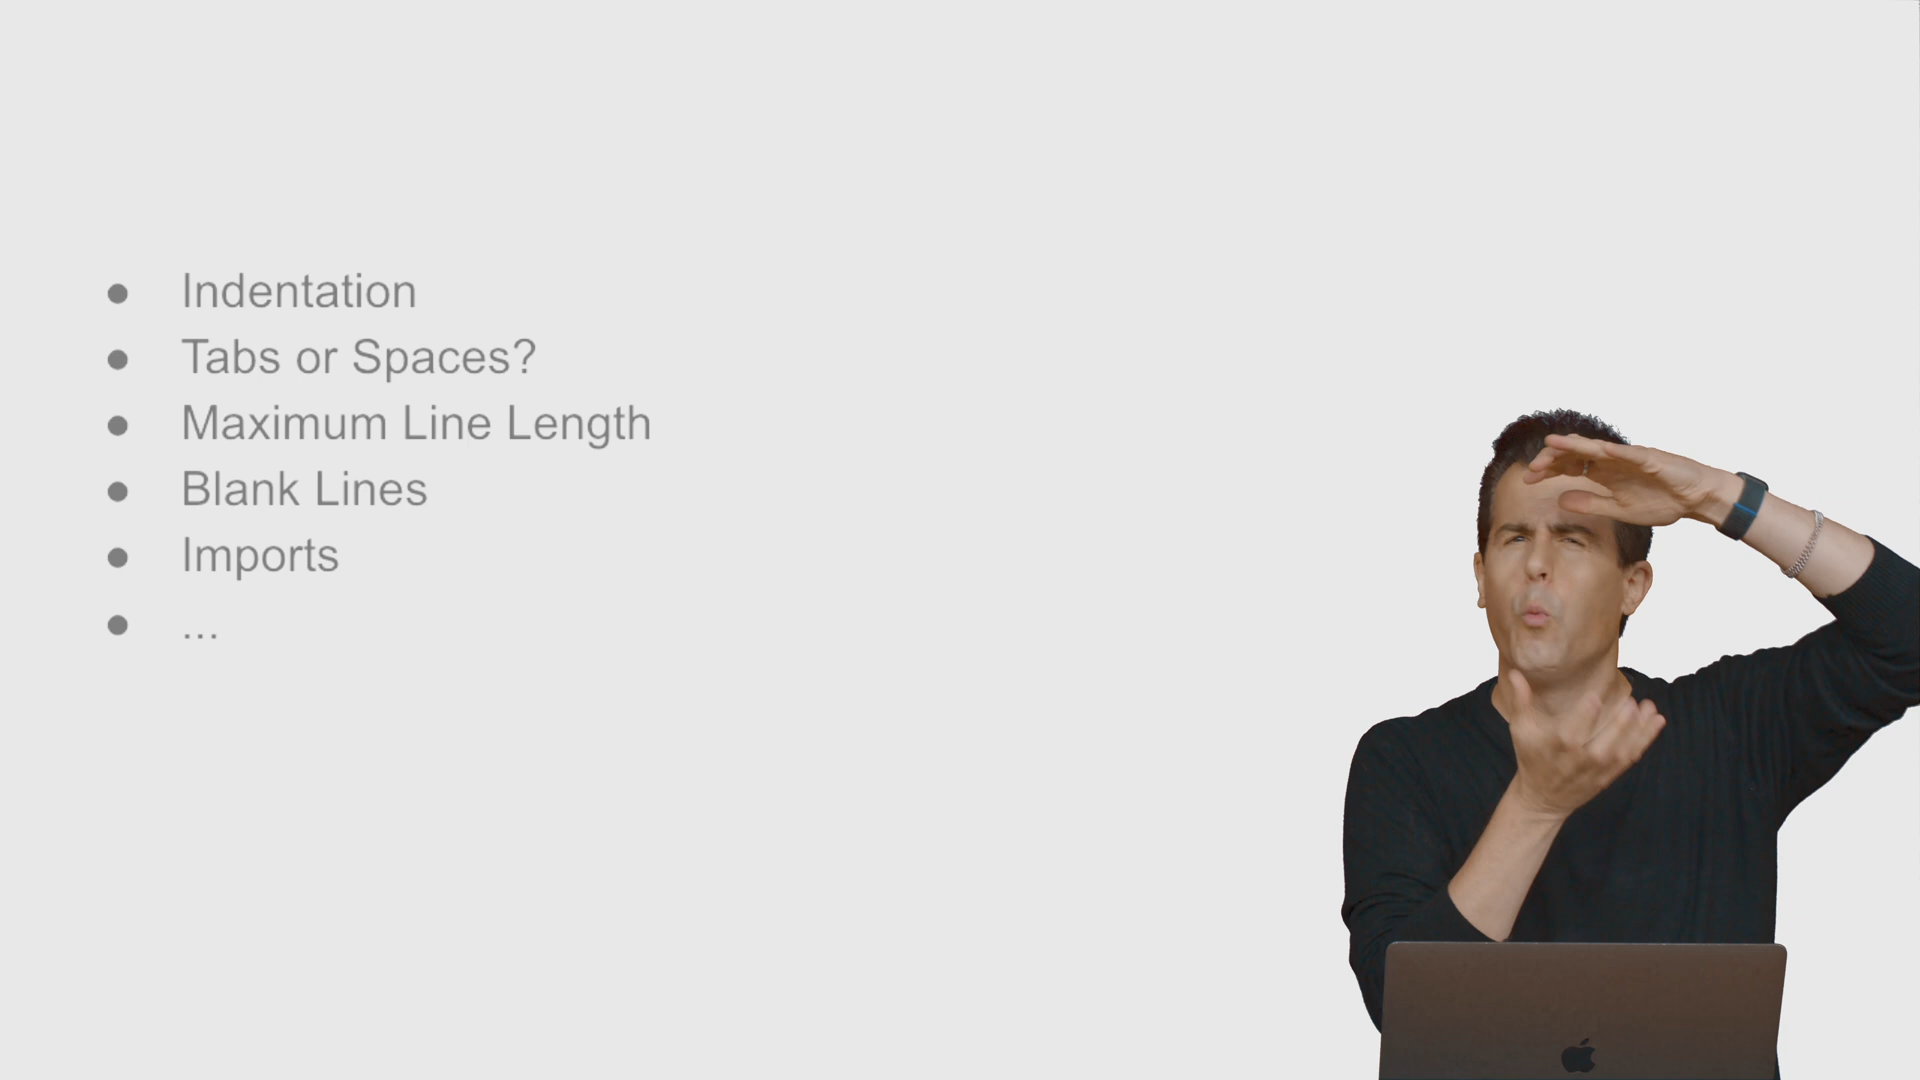 ● Indentation
● Tabs or Spaces?
● Maximum Line Length
● Blank Lines
● Imports
● ...